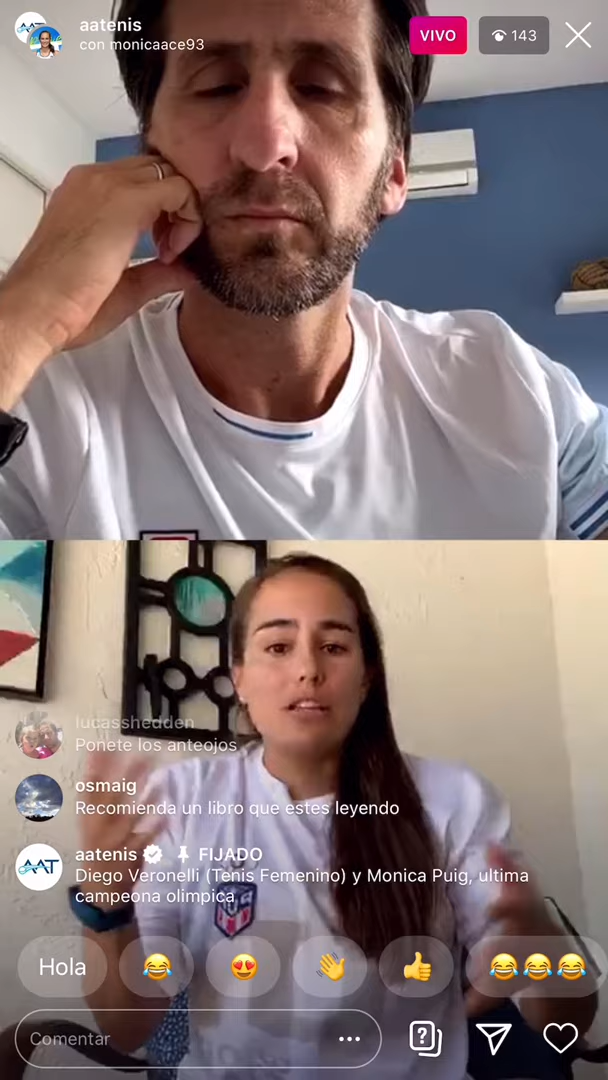 aatenis
con monicaace93
VIVO
143
lucasshedden
Ponete los anteojos
osmaig
Recomienda un libro que estes leyendo
AAT
aatenis FIJADO
Diego Veronelli (Tenis Femenino) y Monica Puig, ultima
campeona olimpica
Hola
Comentar